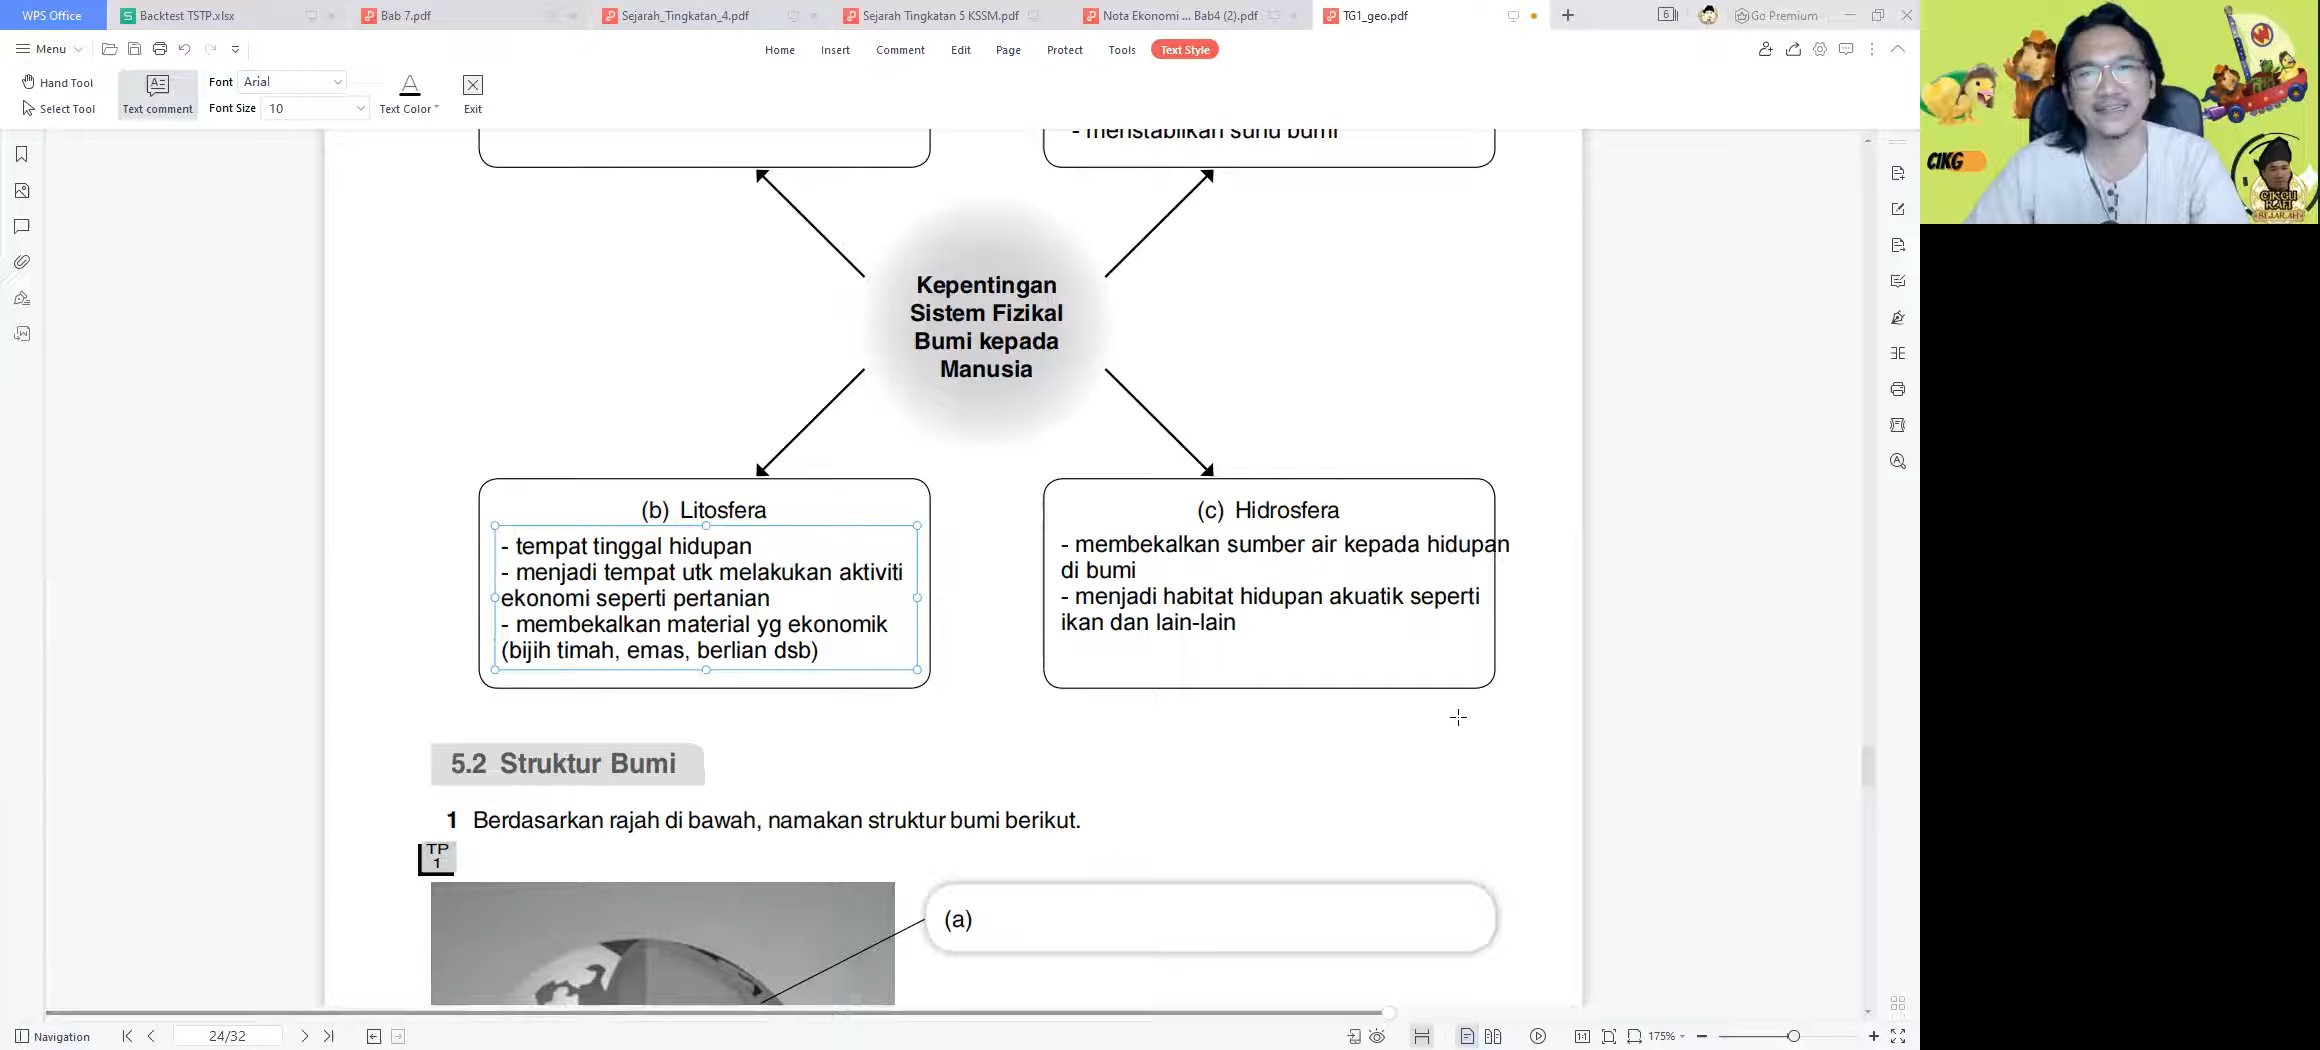 WPS Office
Backtest TSTP.xlsx
Bab 7.pdf
Sejarah_Tingkatan_4.pdf
Sejarah Tingkatan 5 KSSM.pdf
Nota Ekonomi ... Bab4 (2).pdf
TG1_geo.pdf
6
Go Premium
Menu
Home
Insert
Comment
Edit
Page
Protect
Tools
Text Style
Hand Tool
Select Tool
Text comment
Font Arial
Font Size 10
Text Color
Exit
- menstabilkan suhu bumi
Kepentingan
Sistem Fizikal
Bumi kepada
Manusia
(b) Litosfera
- tempat tinggal hidupan
- menjadi tempat utk melakukan aktiviti
ekonomi seperti pertanian
- membekalkan material yg ekonomik
(bijih timah, emas, berlian dsb)
(c) Hidrosfera
- membekalkan sumber air kepada hidupan
di bumi
- menjadi habitat hidupan akuatik seperti
ikan dan lain-lain
5.2 Struktur Bumi
1 Berdasarkan rajah di bawah, namakan struktur bumi berikut.
TP
1
(a)
Navigation
24/32
175%
CIKG
CIKGU
RAFI
SEJARAH